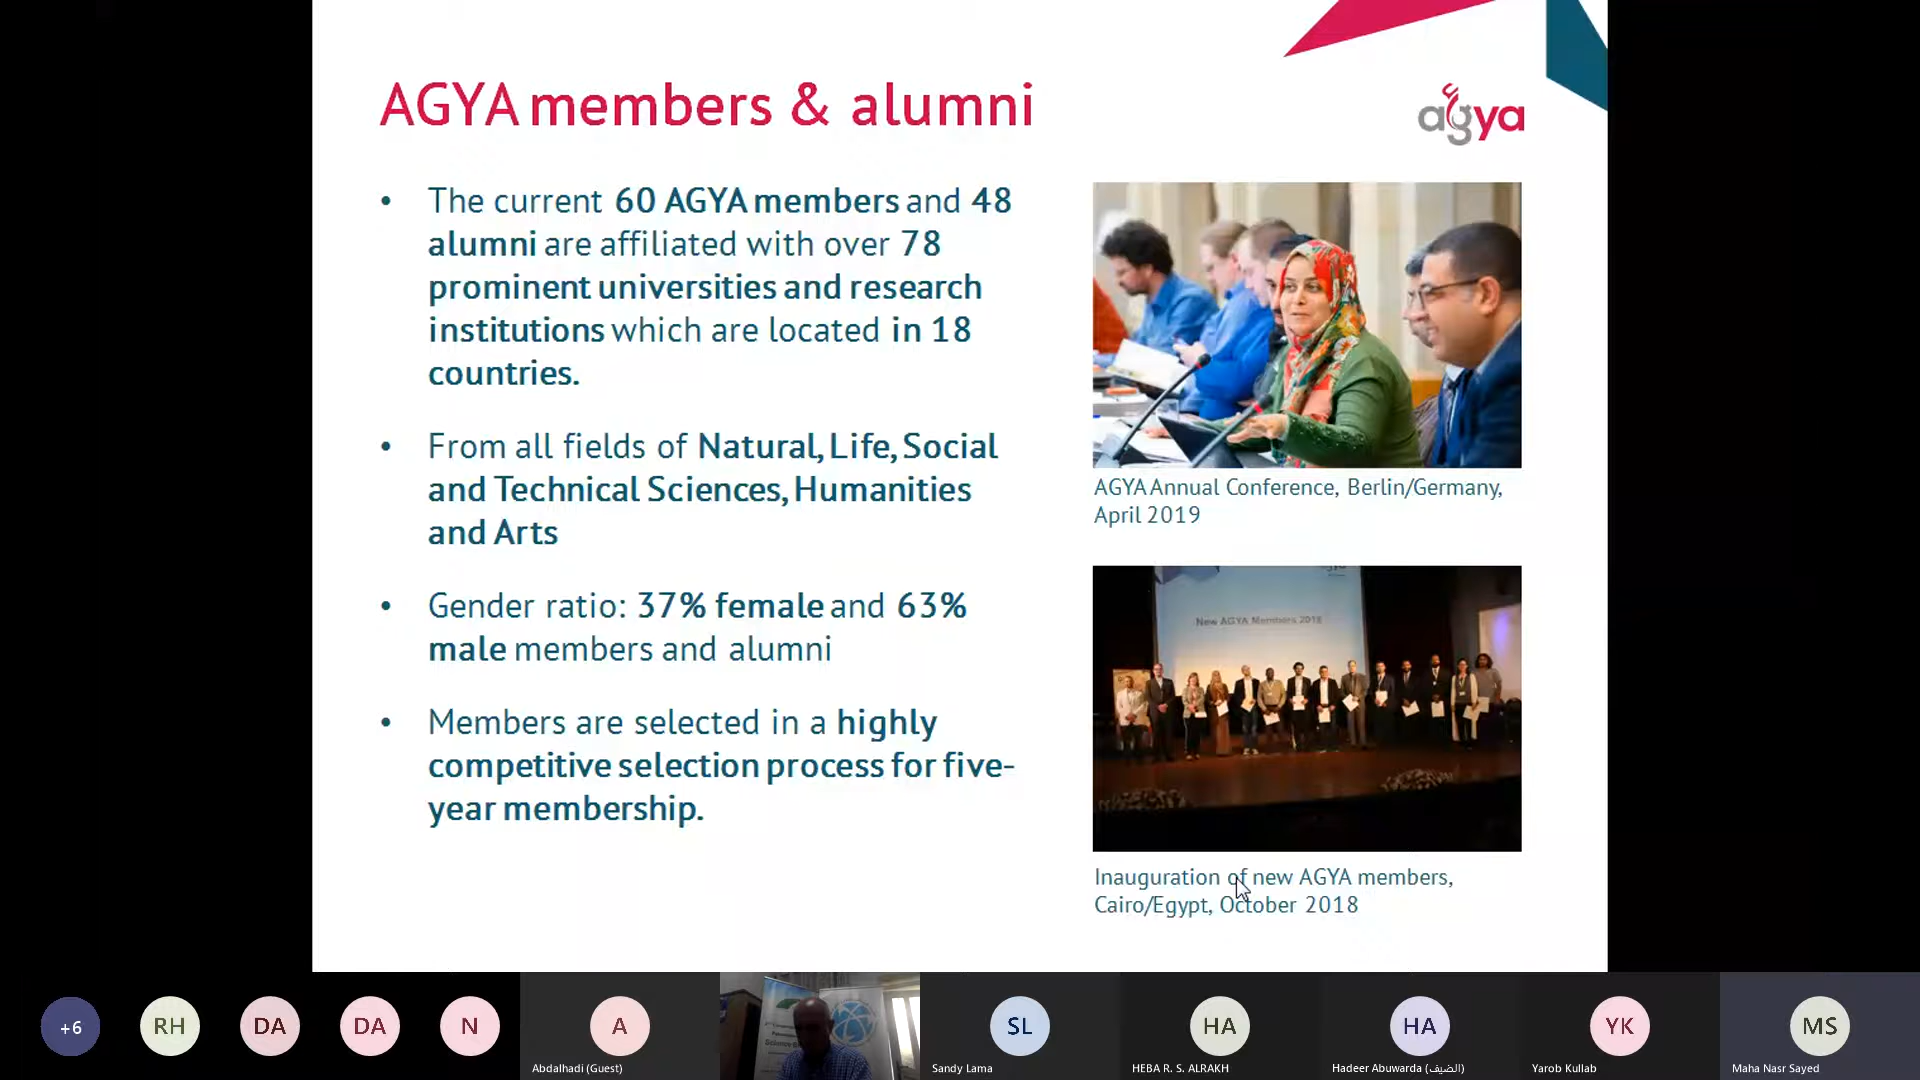 AGYA members & alumni
agya
• The current 60 AGYA members and 48
alumni are affiliated with over 78
prominent universities and research
institutions which are located in 18
countries.
• From all fields of Natural, Life, Social
and Technical Sciences, Humanities
and Arts
• Gender ratio: 37% female and 63%
male members and alumni
• Members are selected in a highly
competitive selection process for five-
year membership.
AGYA Annual Conference, Berlin/Germany,
April 2019
New AGYA Members 2018
Inauguration of new AGYA members,
Cairo/Egypt, October 2018
+6
RH
DA
DA
N
A
Abdalhadi (Guest)
SL
Sandy Lama
HA
HEBA R. S. ALRAKH
HA
Hadeer Abuwarda (الضيف)
YK
Yarob Kullab
MS
Maha Nasr Sayed